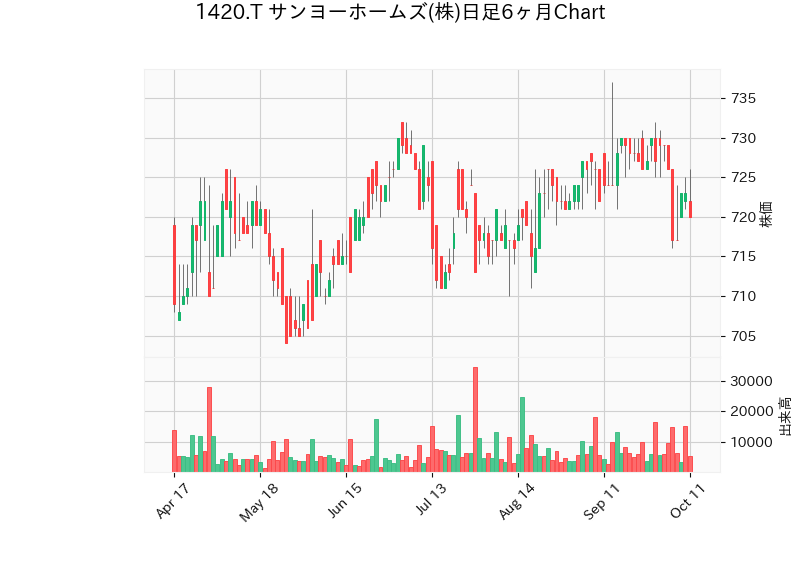 1420.T サンヨーホームズ(株)日足6ヶ月Chart
735
730
725
720
715
710
705
株価
30000
20000
10000
出来高
Apr 17
May 18
Jun 15
Jul 13
Aug 14
Sep 11
Oct 11